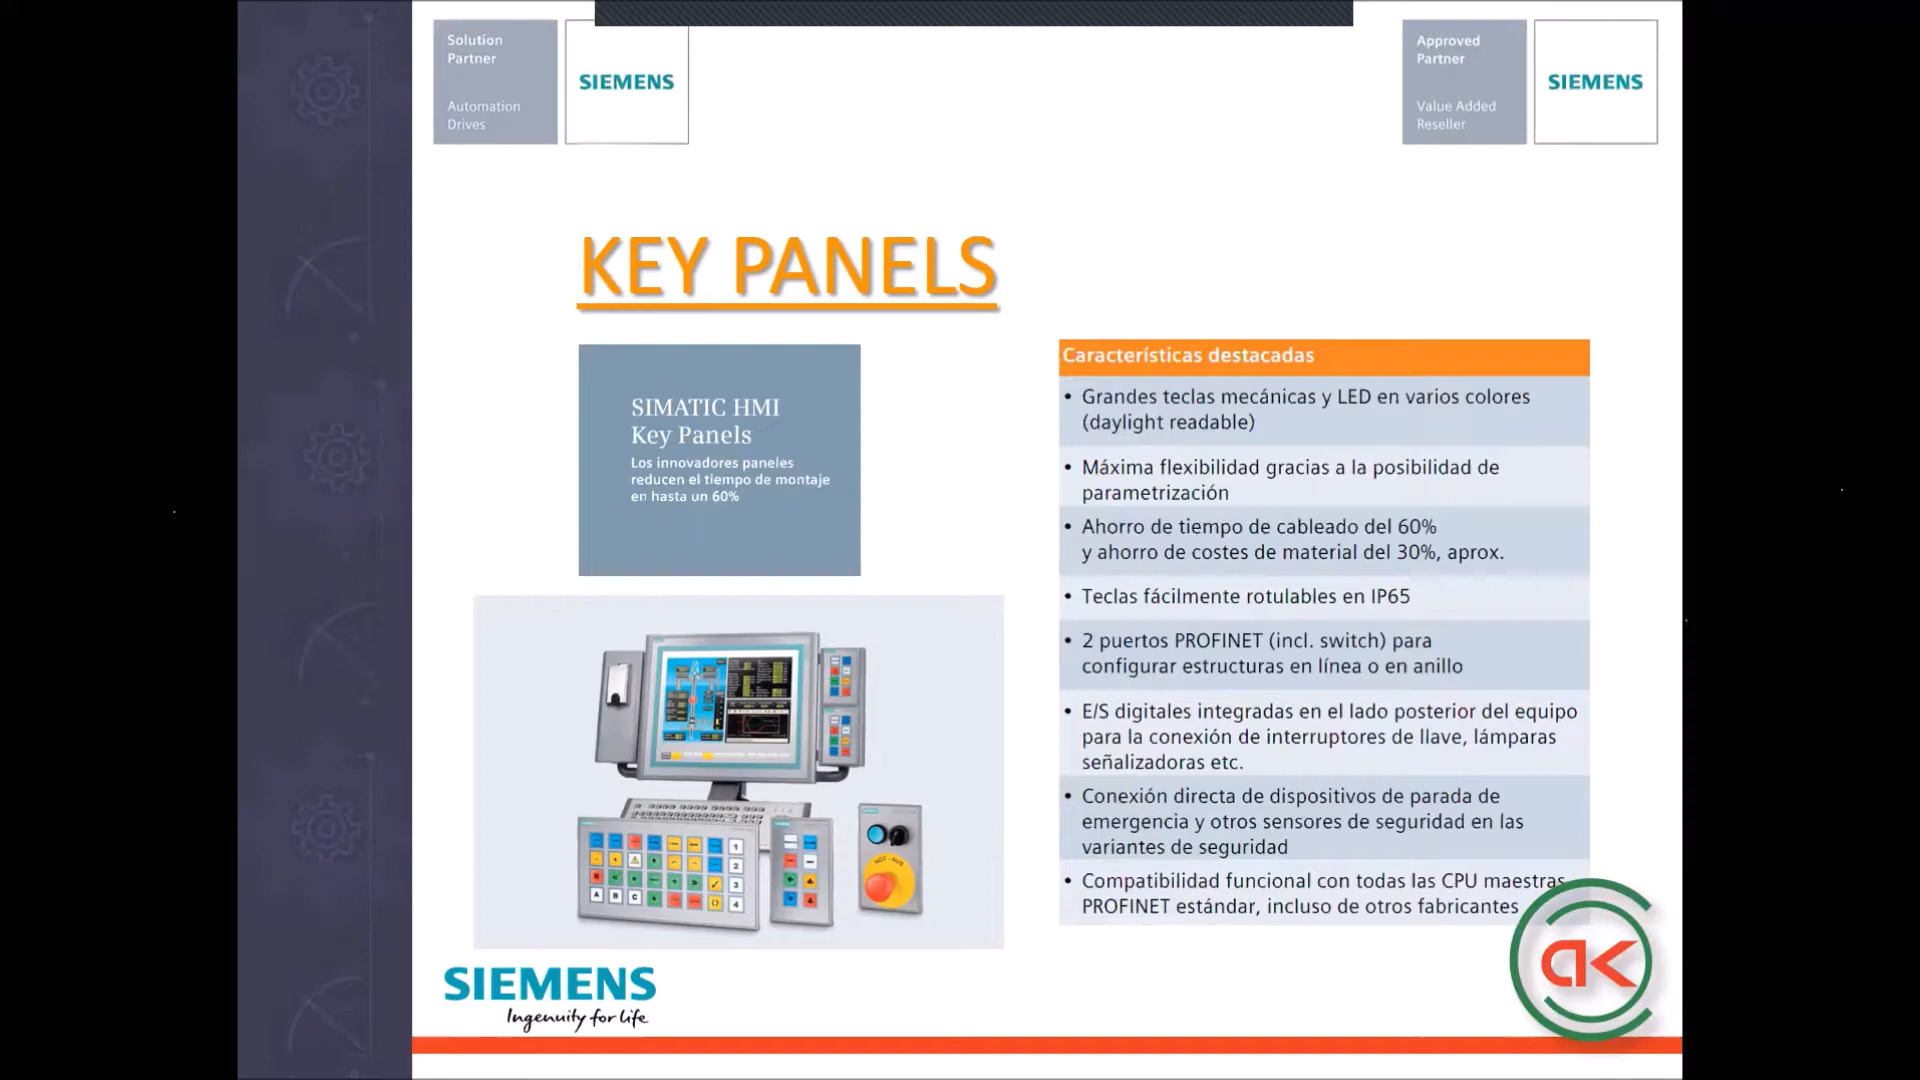 Solution
Partner
Automation
Drives
SIEMENS
Approved
Partner
Value Added
Reseller
SIEMENS
KEY PANELS
SIMATIC HMI
Key Panels
Los innovadores paneles
reducen el tiempo de montaje
en hasta un 60%
Características destacadas
• Grandes teclas mecánicas y LED en varios colores
(daylight readable)
• Máxima flexibilidad gracias a la posibilidad de
parametrización
• Ahorro de tiempo de cableado del 60%
y ahorro de costes de material del 30%, aprox.
• Teclas fácilmente rotulables en IP65
• 2 puertos PROFINET (incl. switch) para
configurar estructuras en línea o en anillo
• E/S digitales integradas en el lado posterior del equipo
para la conexión de interruptores de llave, lámparas
señalizadoras etc.
• Conexión directa de dispositivos de parada de
emergencia y otros sensores de seguridad en las
variantes de seguridad
• Compatibilidad funcional con todas las CPU maestras
PROFINET estándar, incluso de otros fabricantes
1
2
3
A B C 4
NOT-AUS
SIEMENS
Ingenuity for life